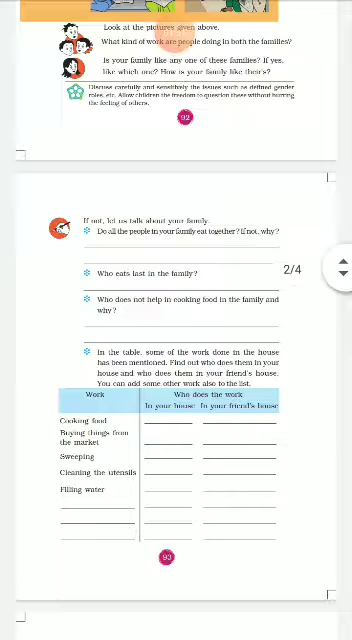 Look at the pictures given above.
What kind of work are people doing in both the families?
Is your family like any one of these families? If yes,
like which one? How is your family like theirs?
Discuss carefully and sensitively the issues such as defined gender
roles, etc. Allow children the freedom to question these without hurting
the feeling of others.
92
If not, let us talk about your family.
Do all the people in your family eat together? If not, why?
2/4
Who eats last in the family?
Who does not help in cooking food in the family and
why?
In the table, some of the work done in the house
has been mentioned. Find out who does them in your
house and who does them in your friend's house.
You can add some other work also to the list.
Work Who does the work
In your house In your friend's house
Cooking food
Buying things from
the market
Sweeping
Cleaning the utensils
Filling water
93